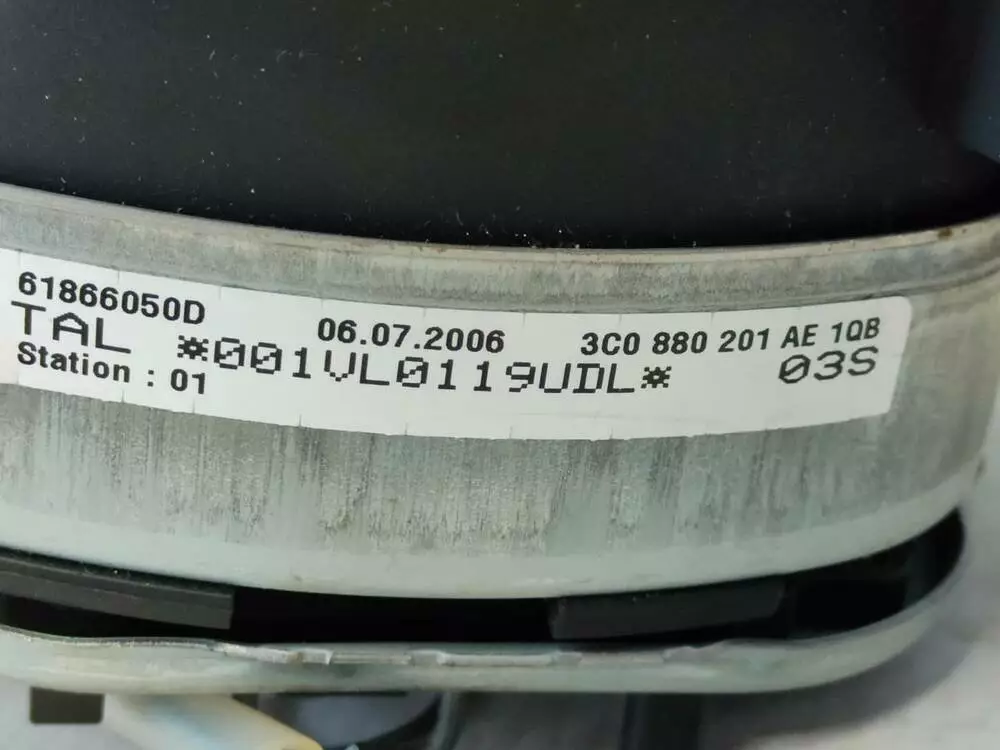 61866050D 06.07.2006 3C0 880 201 AE 1QB
TAL *001VL0119UDL* 03S
Station : 01